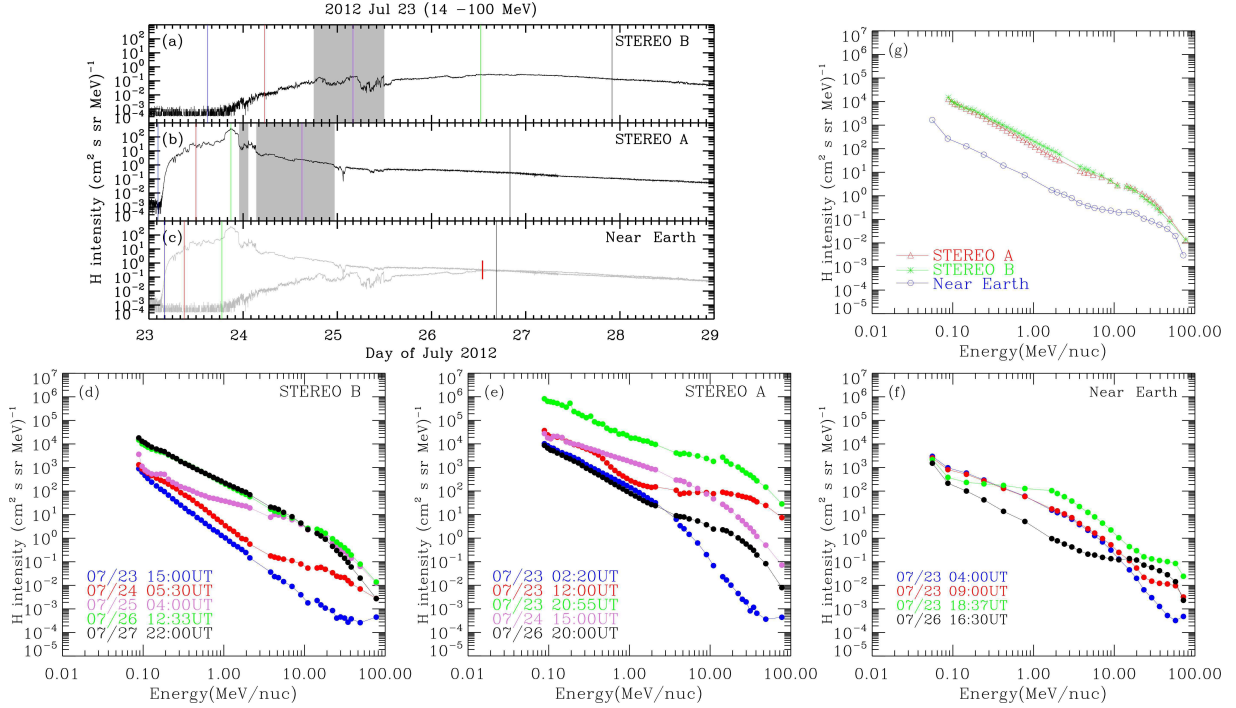 2012 Jul 23 (14 -100 MeV)
H intensity (cm² s sr MeV)⁻¹
(a)
STEREO B
10²
10⁰
10⁻²
10⁻⁴
(b)
STEREO A
10²
10¹
10⁰
10⁻¹
10⁻²
10⁻³
10⁻⁴
(c)
Near Earth
10²
10¹
10⁰
10⁻¹
10⁻²
10⁻³
10⁻⁴
23 24 25 26 27 28 29
Day of July 2012
(g)
H intensity (cm² s sr MeV)⁻¹
10⁷
10⁶
10⁵
10⁴
10³
10²
10¹
10⁰
10⁻¹
10⁻²
10⁻³
10⁻⁴
10⁻⁵
STEREO A
STEREO B
Near Earth
0.01 0.10 1.00 10.00 100.00
Energy(MeV/nuc)
(d)
STEREO B
H intensity (cm² s sr MeV)⁻¹
10⁷
10⁶
10⁵
10⁴
10³
10²
10¹
10⁰
10⁻¹
10⁻²
10⁻³
10⁻⁴
10⁻⁵
07/23 15:00UT
07/24 05:30UT
07/25 04:00UT
07/26 12:33UT
07/27 22:00UT
0.01 0.10 1.00 10.00 100.00
Energy(MeV/nuc)
(e)
STEREO A
H intensity (cm² s sr MeV)⁻¹
10⁷
10⁶
10⁵
10⁴
10³
10²
10¹
10⁰
10⁻¹
10⁻²
10⁻³
10⁻⁴
10⁻⁵
07/23 02:20UT
07/23 12:00UT
07/23 20:55UT
07/24 15:00UT
07/26 20:00UT
0.01 0.10 1.00 10.00 100.00
Energy(MeV/nuc)
(f)
Near Earth
H intensity (cm² s sr MeV)⁻¹
10⁷
10⁶
10⁵
10⁴
10³
10²
10¹
10⁰
10⁻¹
10⁻²
10⁻³
10⁻⁴
10⁻⁵
07/23 04:00UT
07/23 09:00UT
07/23 18:37UT
07/26 16:30UT
0.01 0.10 1.00 10.00 100.00
Energy(MeV/nuc)